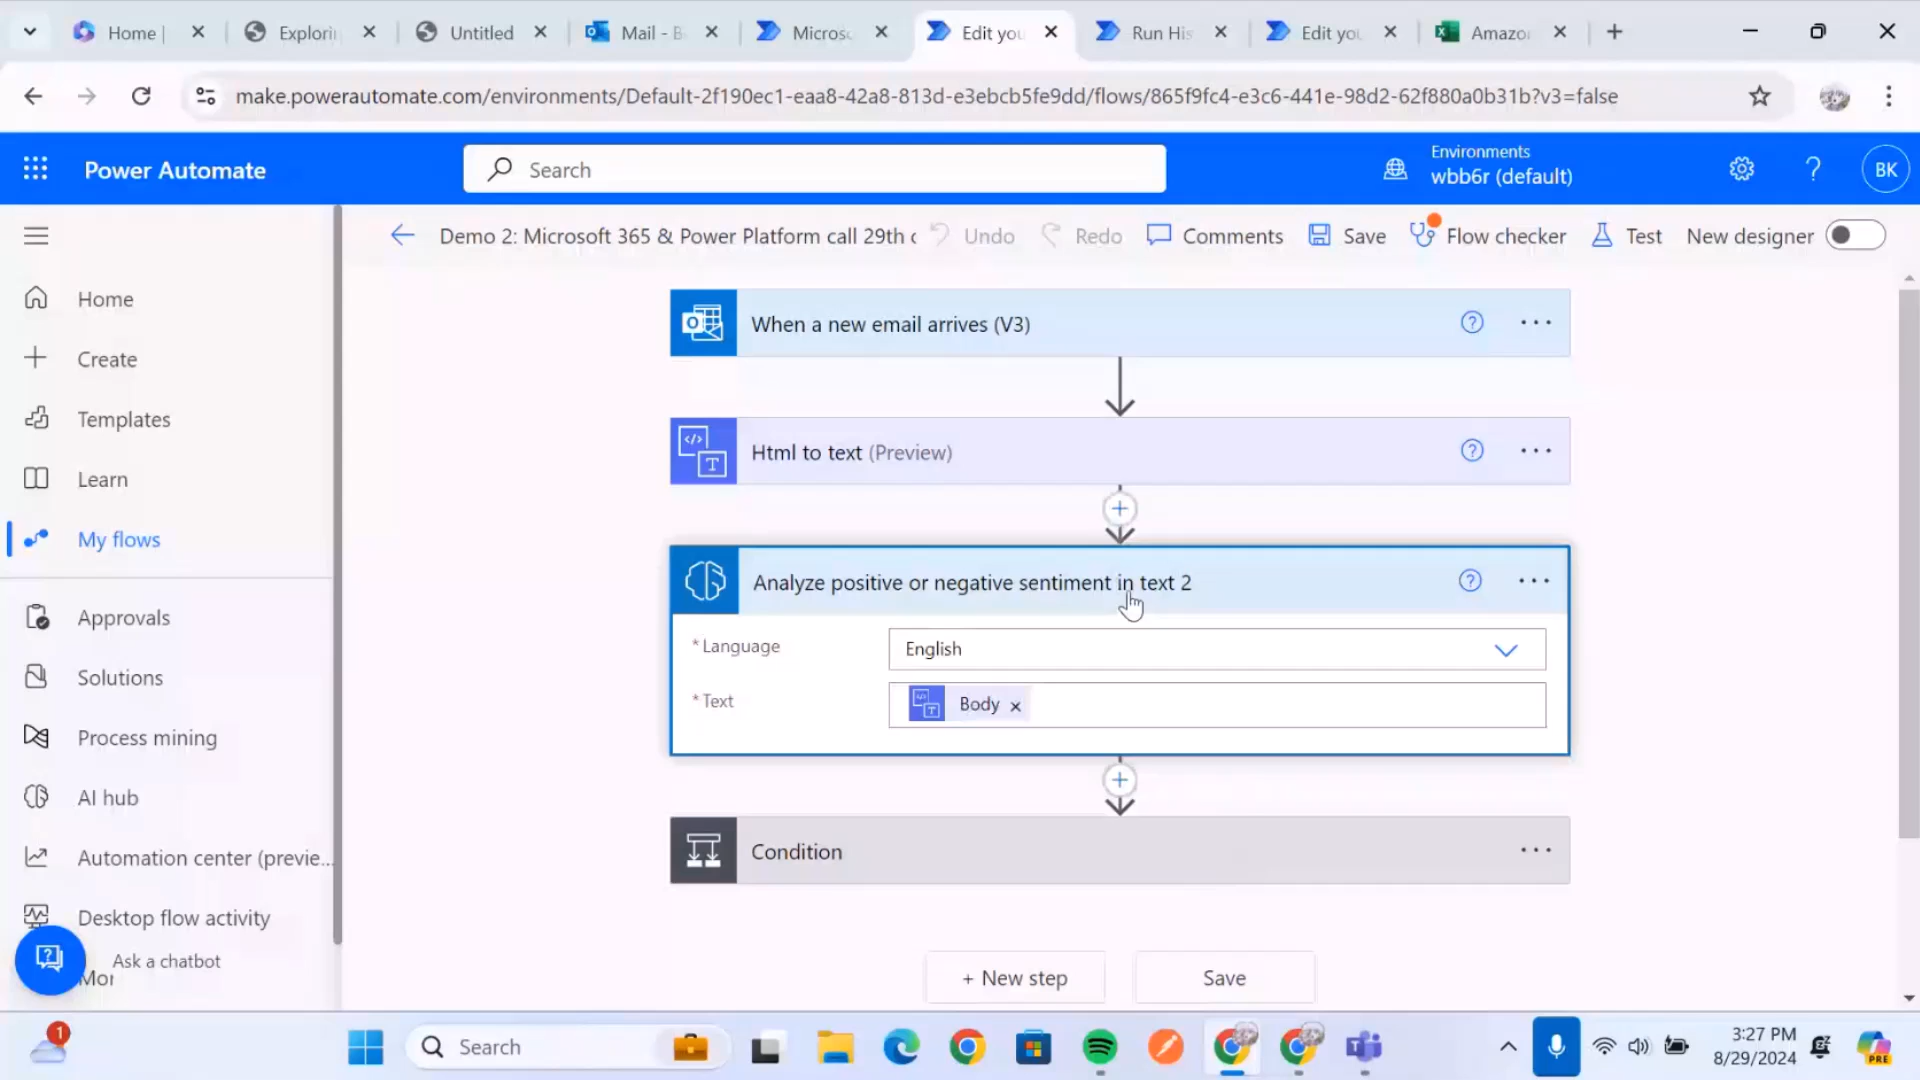 Home |
Explorin
Untitled
Mail - B
Microso
Edit you
Run His
Edit you
Amazo
make.powerautomate.com/environments/Default-2f190ec1-eaa8-42a8-813d-e3ebcb5fe9dd/flows/865f9fc4-e3c6-441e-98d2-62f880a0b31b?v3=false
Power Automate
Search
Environments
wbb6r (default)
BK
Demo 2: Microsoft 365 & Power Platform call 29th
Undo
Redo
Comments
Save
Flow checker
Test
New designer
Home
Create
Templates
Learn
My flows
Approvals
Solutions
Process mining
AI hub
Automation center (previe...
Desktop flow activity
Ask a chatbot
Mor
When a new email arrives (V3)
Html to text (Preview)
Analyze positive or negative sentiment in text 2
* Language
English
* Text
Body
Condition
+ New step
Save
1
Search
3:27 PM
8/29/2024
PRE